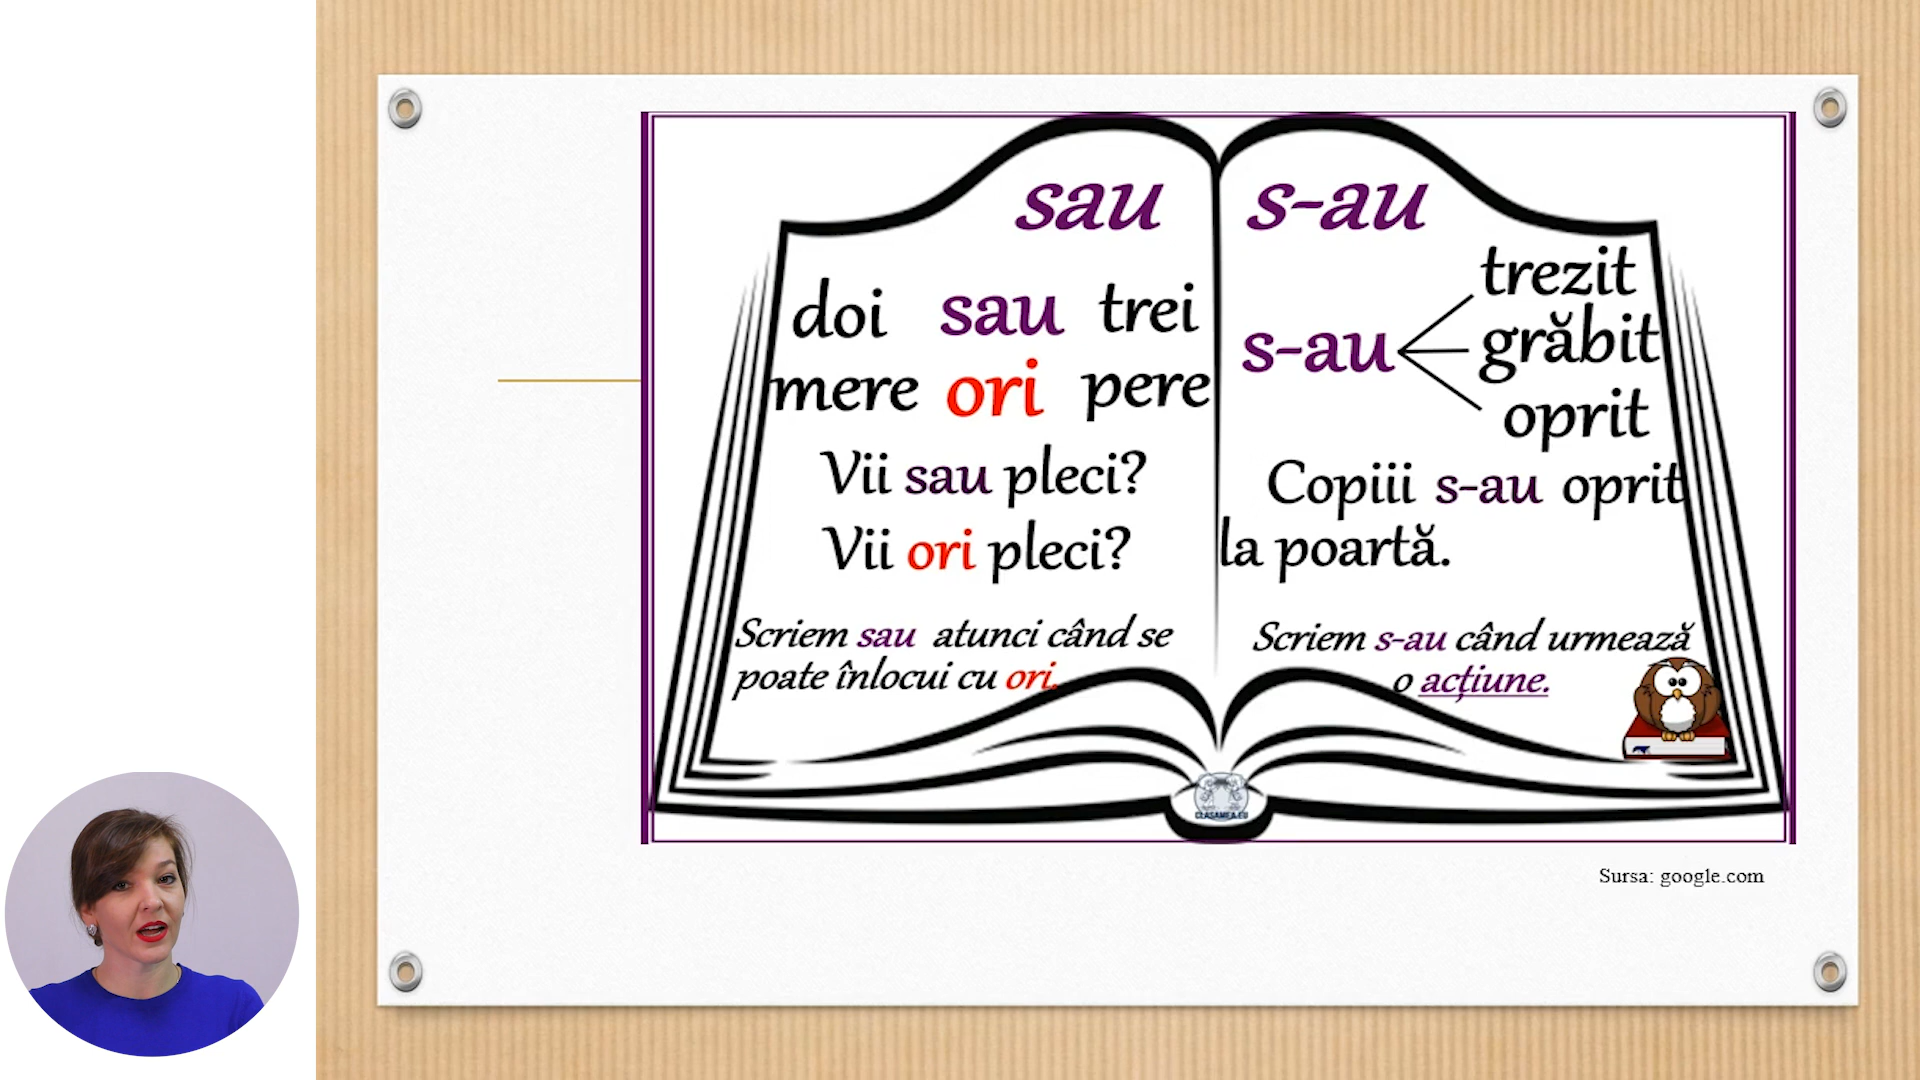 sau
doi sau trei
mere ori pere
Vii sau pleci?
Vii ori pleci?
Scriem sau atunci când se
poate înlocui cu ori.
s-au
trezit
s-au grăbit
oprit
Copiii s-au oprit
la poartă.
Scriem s-au când urmează
o acțiune.
CLASAMEA.EU
Sursa: google.com